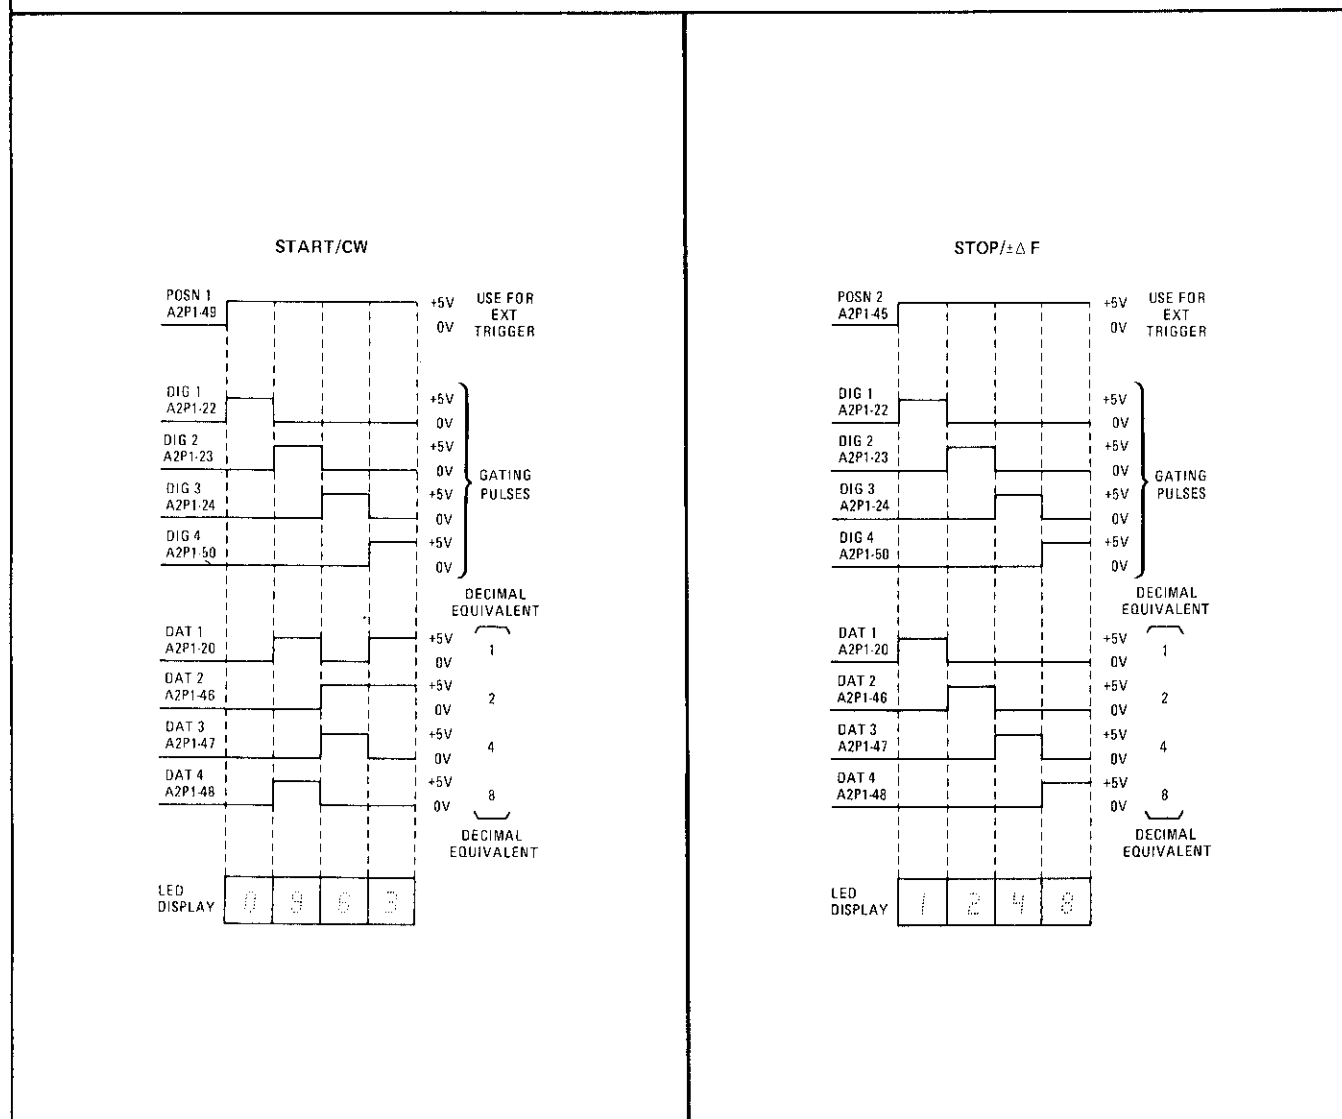 START/CW
POSN 1
A2P1-49
+5V
0V
USE FOR
EXT
TRIGGER
DIG 1
A2P1-22
+5V
0V
DIG 2
A2P1-23
+5V
0V
DIG 3
A2P1-24
+5V
0V
DIG 4
A2P1-50
+5V
0V
GATING
PULSES
DECIMAL
EQUIVALENT
DAT 1
A2P1-20
+5V
0V
1
DAT 2
A2P1-46
+5V
0V
2
DAT 3
A2P1-47
+5V
0V
4
DAT 4
A2P1-48
+5V
0V
8
DECIMAL
EQUIVALENT
LED
DISPLAY
0 9 6 3
STOP/±Δ F
POSN 2
A2P1-45
+5V
0V
USE FOR
EXT
TRIGGER
DIG 1
A2P1-22
+5V
0V
DIG 2
A2P1-23
+5V
0V
DIG 3
A2P1-24
+5V
0V
DIG 4
A2P1-50
+5V
0V
GATING
PULSES
DECIMAL
EQUIVALENT
DAT 1
A2P1-20
+5V
0V
1
DAT 2
A2P1-46
+5V
0V
2
DAT 3
A2P1-47
+5V
0V
4
DAT 4
A2P1-48
+5V
0V
8
DECIMAL
EQUIVALENT
LED
DISPLAY
1 2 4 8